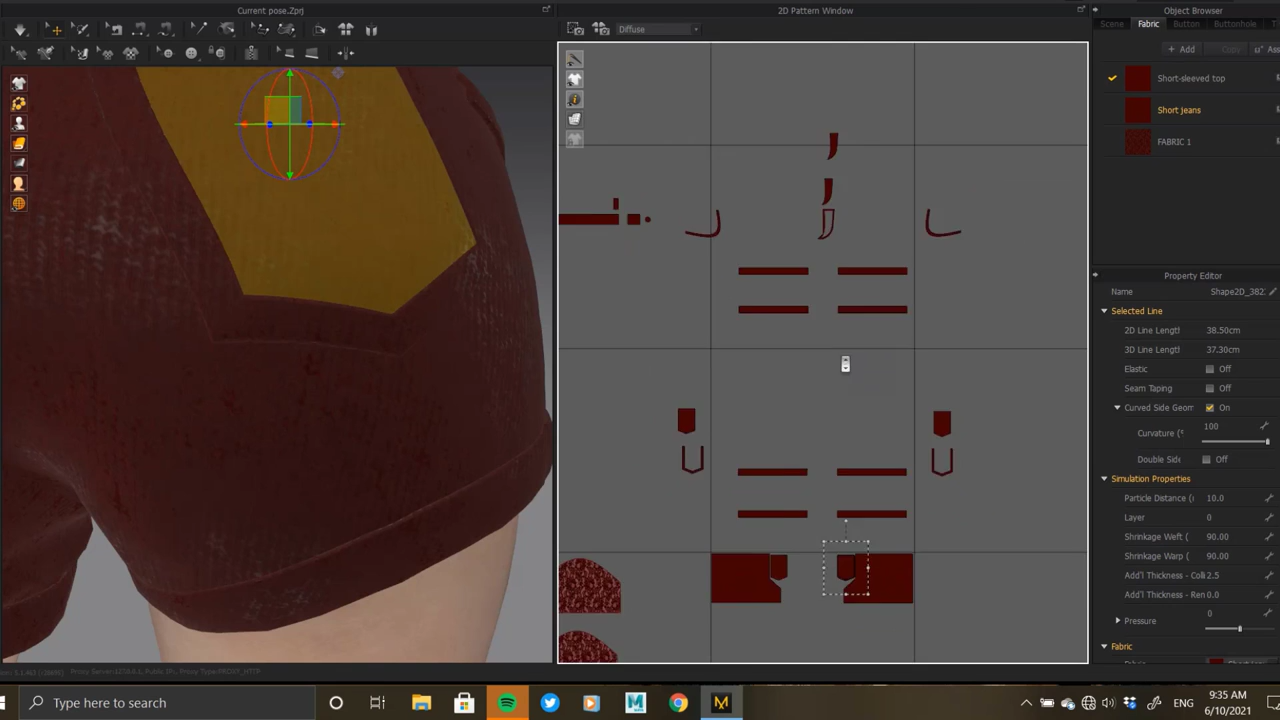 Current pose.Zprj
2D Pattern Window
Object Browser
Diffuse
Scene
Fabric
Button
Buttonhole
+ Add
Copy
Short-sleeved top
Short jeans
FABRIC 1
Property Editor
Name
Shape2D_382
Selected Line
2D Line Lengtl
38.50cm
3D Line Lengtl
37.30cm
Elastic
Off
Seam Taping
Off
Curved Side Geom
On
Curvature (
100
Double Side
Off
Simulation Properties
Particle Distance (
10.0
Layer
0
Shrinkage Weft (
90.00
Shrinkage Warp (
90.00
Add'l Thickness - Colli
2.5
Add'l Thickness - Ren
0.0
Pressure
0
Fabric
Type here to search
ENG
9:35 AM
6/10/2021